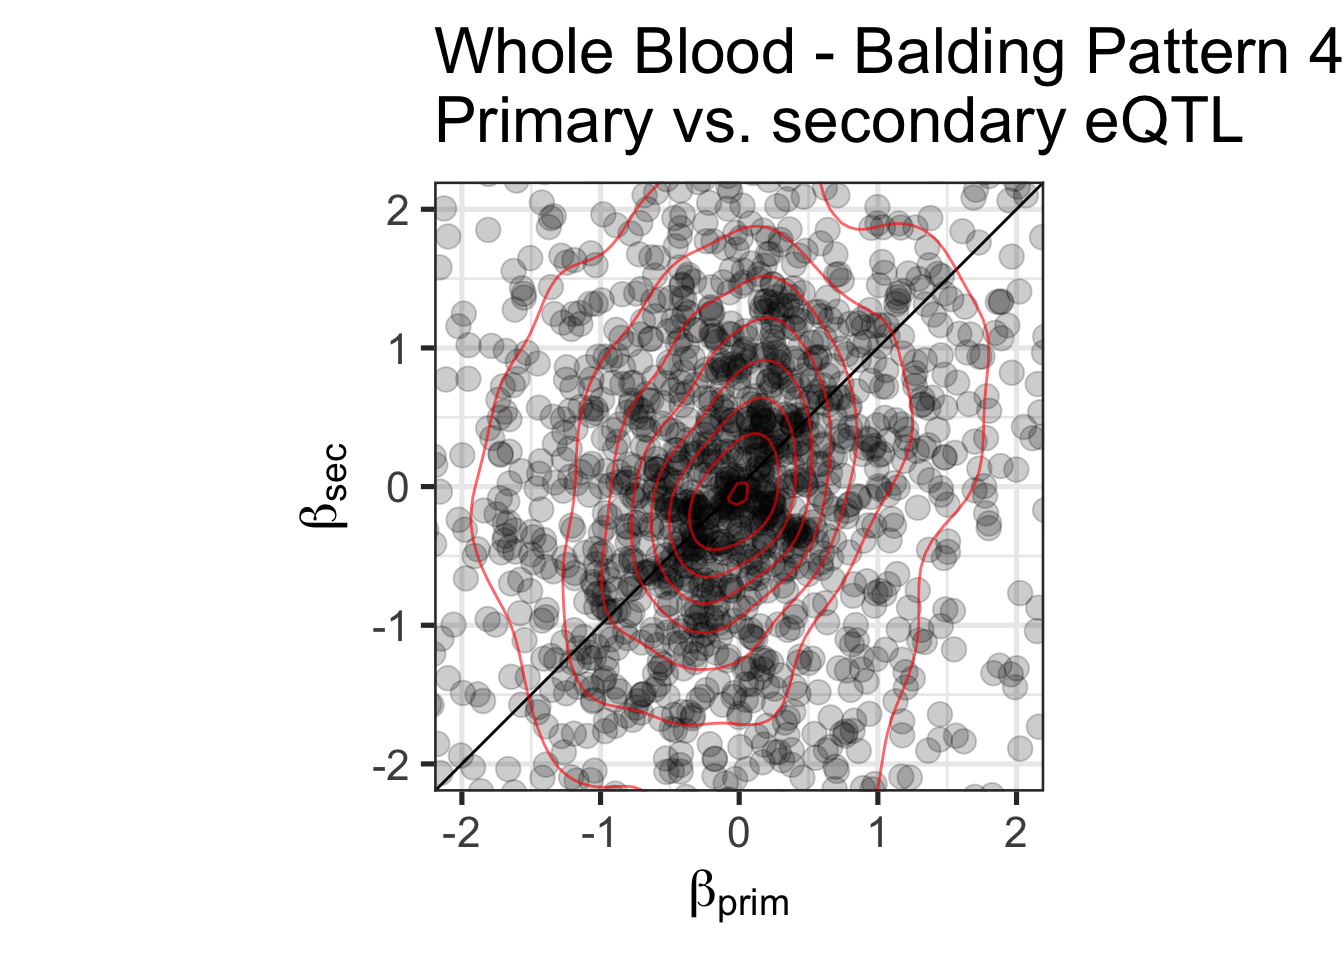 Whole Blood - Balding Pattern 4
Primary vs. secondary eQTL
2
1
0
-1
-2
βsec
-2 -1 0 1 2
βprim